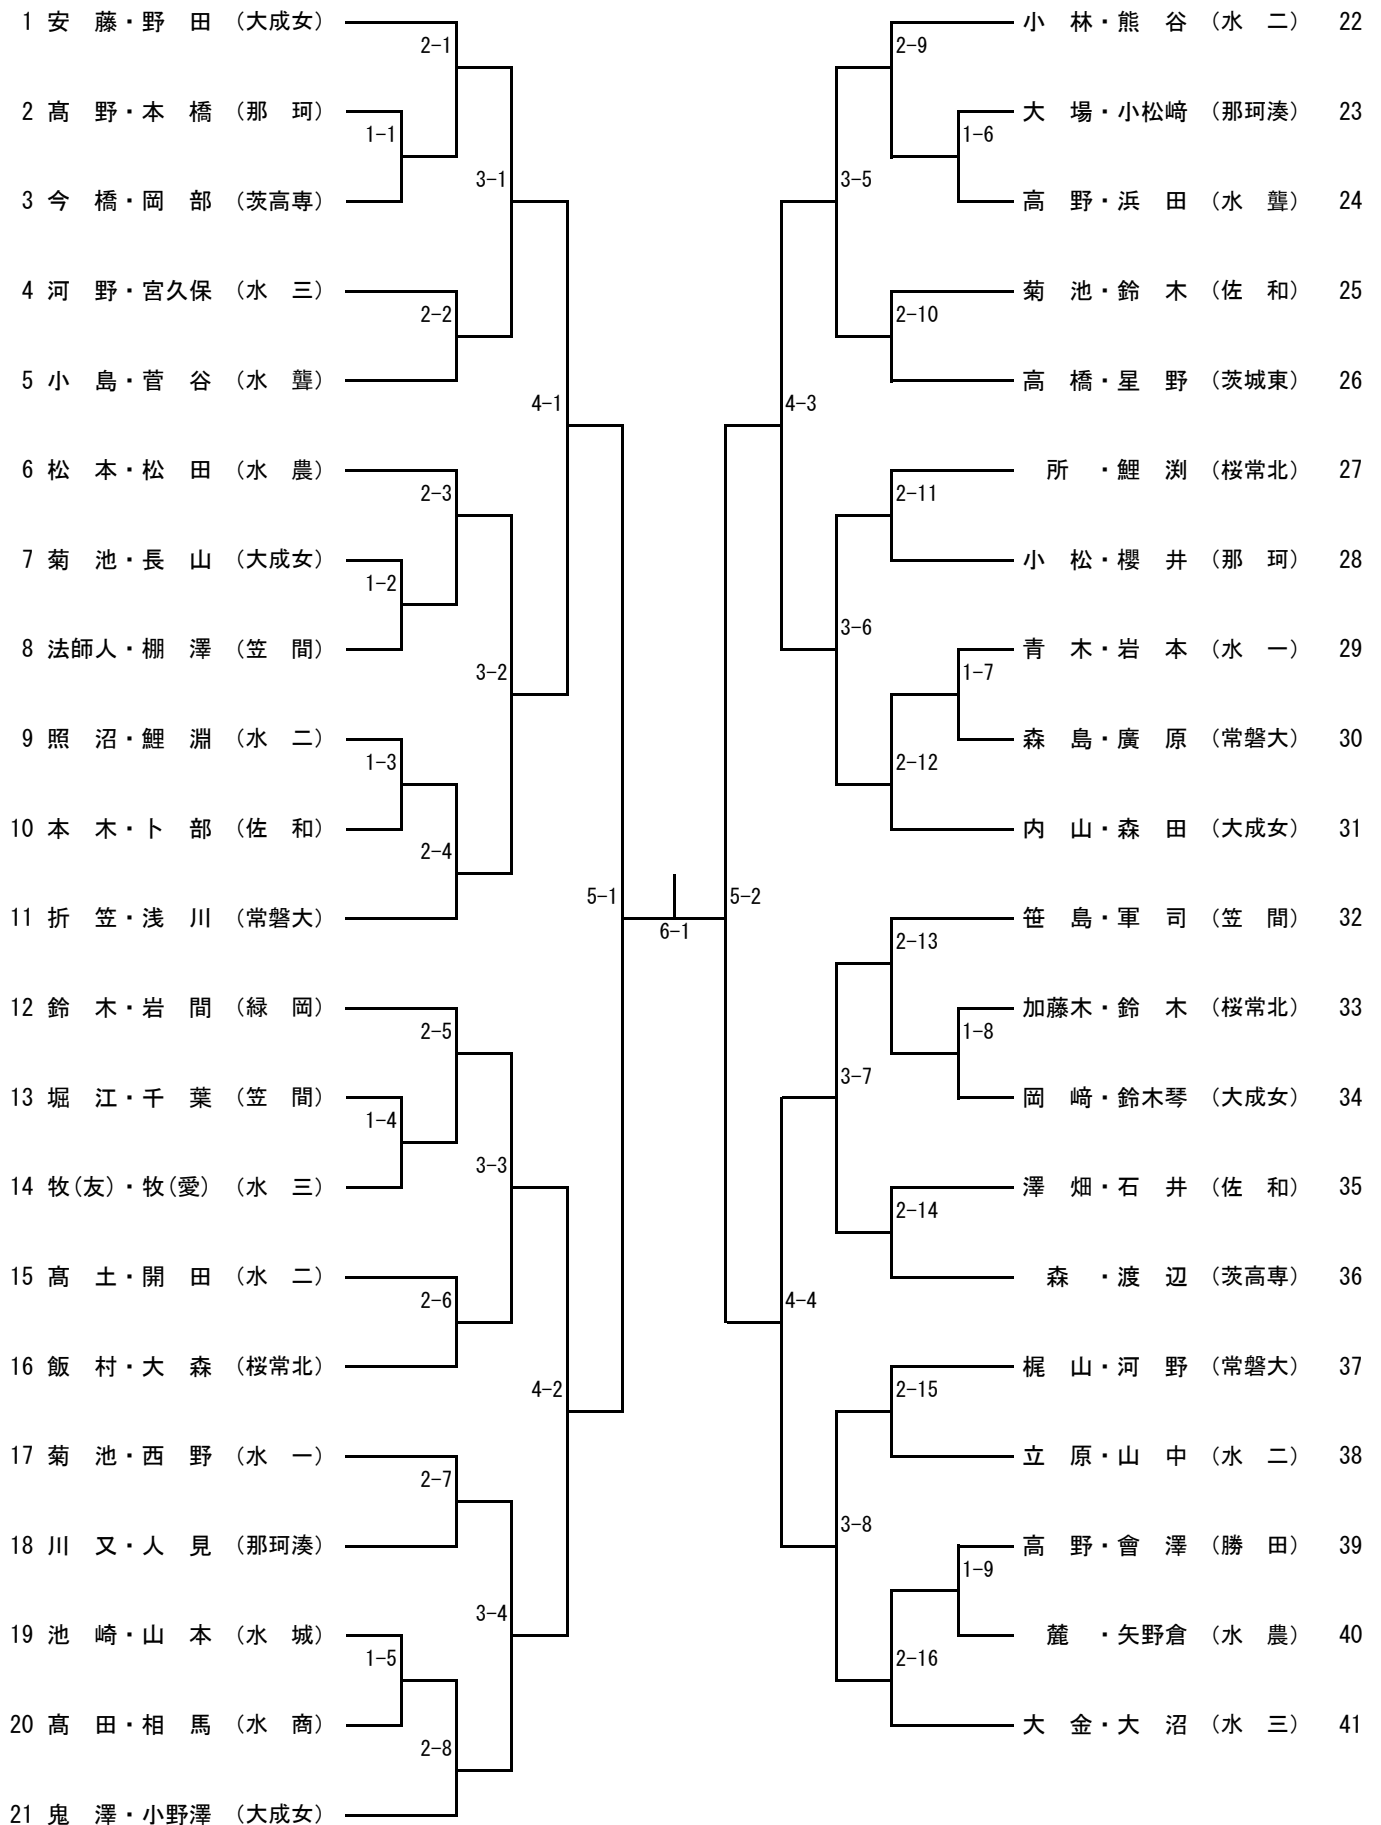 1 安　藤・野　田 （大成女）
2-1
2 髙　野・本　橋 （那　珂）
1-1
3 今　橋・岡　部 （茨高専）
3-1
4 河　野・宮久保 （水　三）
2-2
5 小　島・菅　谷 （水　聾）
4-1
6 松　本・松　田 （水　農）
2-3
7 菊　池・長　山 （大成女）
1-2
8 法師人・棚　澤 （笠　間）
3-2
9 照　沼・鯉　淵 （水　二）
1-3
10 本　木・卜　部 （佐　和）
2-4
11 折　笠・浅　川 （常磐大）
5-1
12 鈴　木・岩　間 （緑　岡）
2-5
13 堀　江・千　葉 （笠　間）
1-4
14 牧(友)・牧(愛) （水　三）
3-3
15 髙　土・開　田 （水　二）
2-6
16 飯　村・大　森 （桜常北）
4-2
17 菊　池・西　野 （水　一）
2-7
18 川　又・人　見 （那珂湊）
3-4
19 池　崎・山　本 （水　城）
1-5
20 髙　田・相　馬 （水　商）
2-8
21 鬼　澤・小野澤 （大成女）
6-1
小　林・熊　谷 （水　二） 22
2-9
大　場・小松﨑 （那珂湊） 23
1-6
高　野・浜　田 （水　聾） 24
3-5
菊　池・鈴　木 （佐　和） 25
2-10
高　橋・星　野 （茨城東） 26
4-3
所　・鯉　渕 （桜常北） 27
2-11
小　松・櫻　井 （那　珂） 28
3-6
青　木・岩　本 （水　一） 29
1-7
森　島・廣　原 （常磐大） 30
2-12
内　山・森　田 （大成女） 31
5-2
笹　島・軍　司 （笠　間） 32
2-13
加藤木・鈴　木 （桜常北） 33
1-8
岡　﨑・鈴木琴 （大成女） 34
3-7
澤　畑・石　井 （佐　和） 35
2-14
森　・渡　辺 （茨高専） 36
4-4
梶　山・河　野 （常磐大） 37
2-15
立　原・山　中 （水　二） 38
3-8
高　野・會　澤 （勝　田） 39
1-9
麓　・矢野倉 （水　農） 40
2-16
大　金・大　沼 （水　三） 41